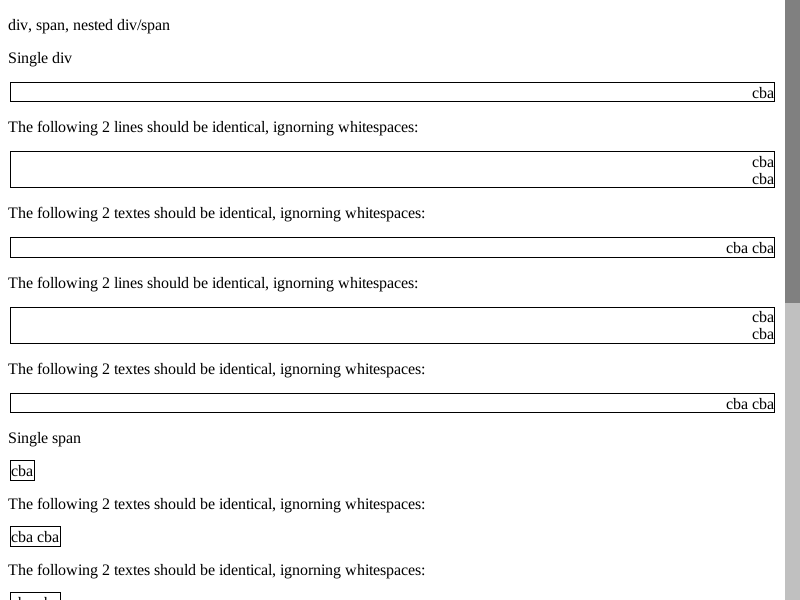 div, span, nested div/span
Single div
cba
The following 2 lines should be identical, ignorning whitespaces:
cba
cba
The following 2 textes should be identical, ignorning whitespaces:
cba cba
The following 2 lines should be identical, ignorning whitespaces:
cba
cba
The following 2 textes should be identical, ignorning whitespaces:
cba cba
Single span
cba
The following 2 textes should be identical, ignorning whitespaces:
cba cba
The following 2 textes should be identical, ignorning whitespaces: